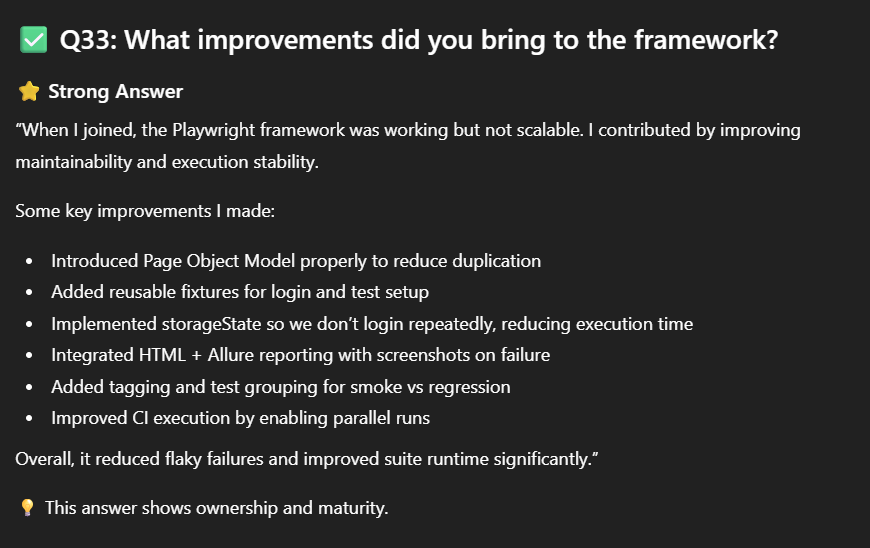 ✅ Q33: What improvements did you bring to the framework?
⭐ Strong Answer
“When I joined, the Playwright framework was working but not scalable. I contributed by improving
maintainability and execution stability.
Some key improvements I made:
• Introduced Page Object Model properly to reduce duplication
• Added reusable fixtures for login and test setup
• Implemented storageState so we don’t login repeatedly, reducing execution time
• Integrated HTML + Allure reporting with screenshots on failure
• Added tagging and test grouping for smoke vs regression
• Improved CI execution by enabling parallel runs
Overall, it reduced flaky failures and improved suite runtime significantly.”
💡 This answer shows ownership and maturity.